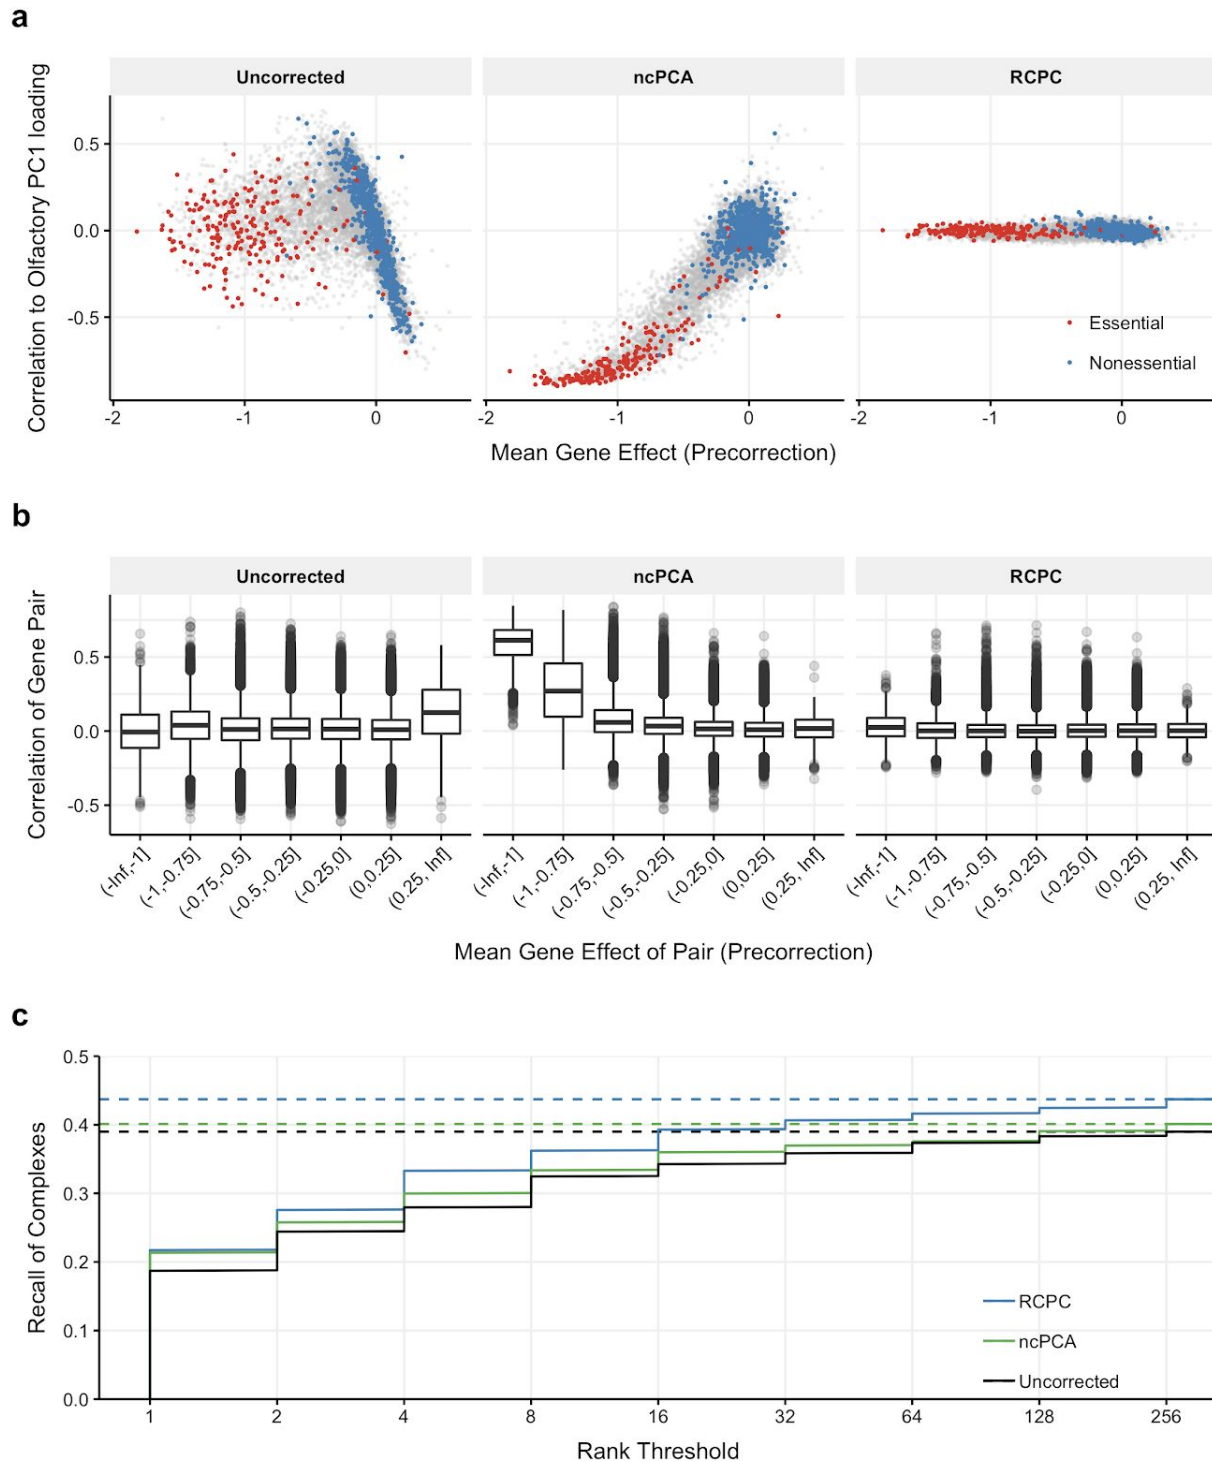 a
Uncorrected
ncPCA
RCPC
Correlation to Olfactory PC1 loading
0.5
0.0
-0.5
-2
-1
0
-2
-1
0
-2
-1
0
Essential
Nonessential
Mean Gene Effect (Precorrection)
b
Uncorrected
ncPCA
RCPC
Correlation of Gene Pair
0.5
0.0
-0.5
(-Inf,-1]
(-1,-0.75]
(-0.75,-0.5]
(-0.5,-0.25]
(-0.25,0]
(0,0.25]
(0.25, Inf]
(-Inf,-1]
(-1,-0.75]
(-0.75,-0.5]
(-0.5,-0.25]
(-0.25,0]
(0,0.25]
(0.25, Inf]
(-Inf,-1]
(-1,-0.75]
(-0.75,-0.5]
(-0.5,-0.25]
(-0.25,0]
(0,0.25]
(0.25, Inf]
Mean Gene Effect of Pair (Precorrection)
c
Recall of Complexes
0.5
0.4
0.3
0.2
0.1
0.0
RCPC
ncPCA
Uncorrected
1
2
4
8
16
32
64
128
256
Rank Threshold